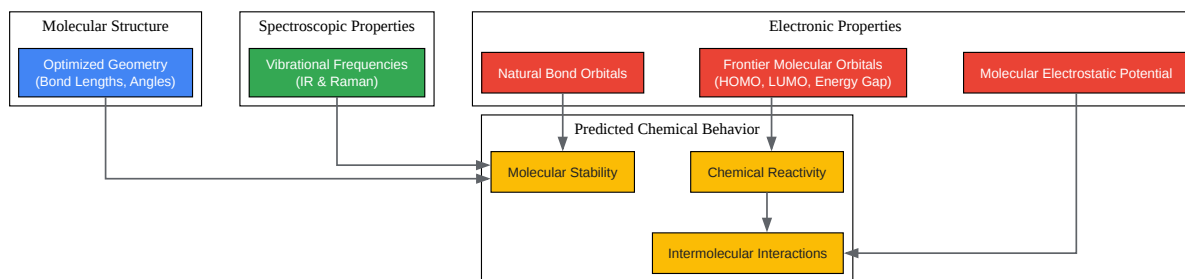 Molecular Structure
Optimized Geometry
(Bond Lengths, Angles)
Spectroscopic Properties
Vibrational Frequencies
(IR & Raman)
Electronic Properties
Natural Bond Orbitals
Frontier Molecular Orbitals
(HOMO, LUMO, Energy Gap)
Molecular Electrostatic Potential
Predicted Chemical Behavior
Molecular Stability
Chemical Reactivity
Intermolecular Interactions